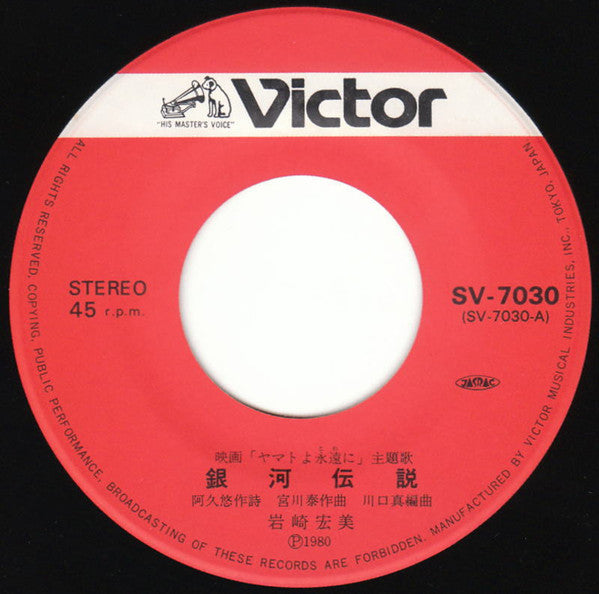 "HIS MASTER'S VOICE"
Victor
STEREO
45 r.p.m.
SV-7030
(SV-7030-A)
JASRAC
映画「ヤマトよ永遠に」主題歌
とわ
銀河伝説
阿久悠作詩 宮川泰作曲 川口真編曲
岩崎宏美
Ⓟ1980
ALL RIGHTS RESERVED. COPYING, PUBLIC PERFORMANCE, BROADCASTING OF THESE RECORDS ARE FORBIDDEN. MANUFACTURED BY VICTOR MUSICAL INDUSTRIES, INC., TOKYO, JAPAN